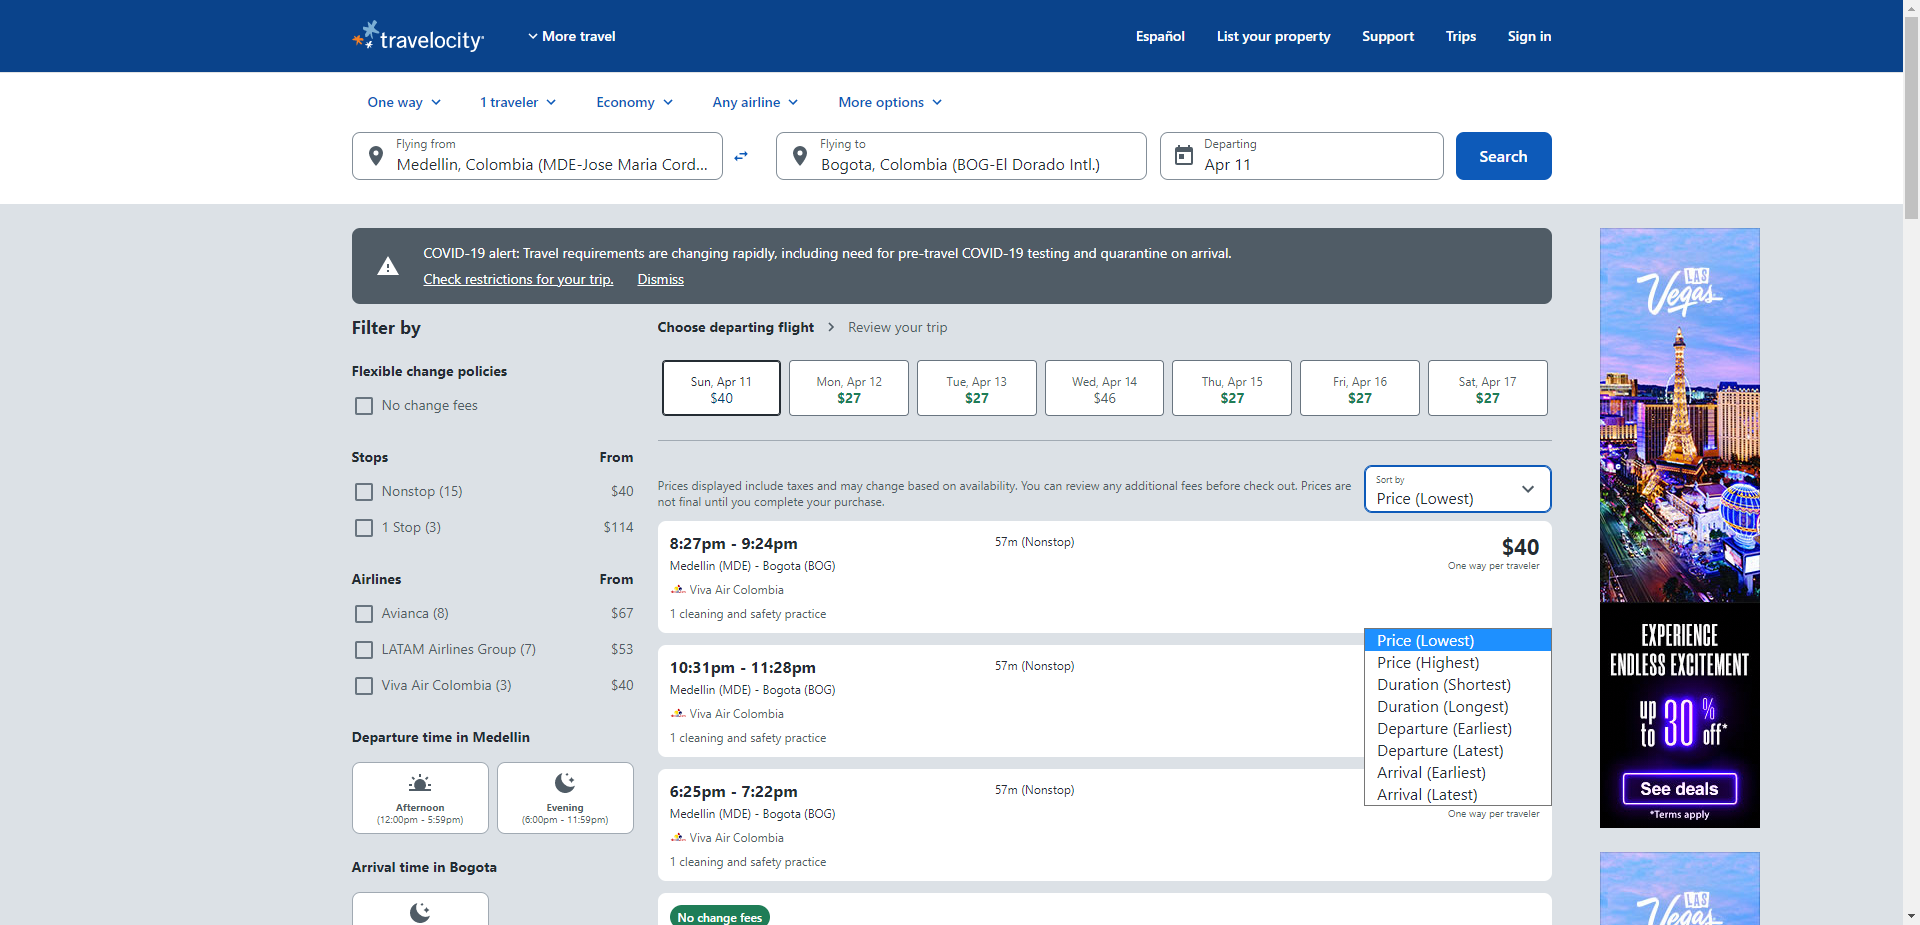 travelocity
More travel
Español
List your property
Support
Trips
Sign in
One way
1 traveler
Economy
Any airline
More options
Flying from
Medellin, Colombia (MDE-Jose Maria Cord...
Flying to
Bogota, Colombia (BOG-El Dorado Intl.)
Departing
Apr 11
Search
COVID-19 alert: Travel requirements are changing rapidly, including need for pre-travel COVID-19 testing and quarantine on arrival.
Check restrictions for your trip. Dismiss
Filter by
Flexible change policies
No change fees
Stops From
Nonstop (15) $40
1 Stop (3) $114
Airlines From
Avianca (8) $67
LATAM Airlines Group (7) $53
Viva Air Colombia (3) $40
Departure time in Medellin
Afternoon
(12:00pm - 5:59pm)
Evening
(6:00pm - 11:59pm)
Arrival time in Bogota
Choose departing flight
Review your trip
Sun, Apr 11
$40
Mon, Apr 12
$27
Tue, Apr 13
$27
Wed, Apr 14
$46
Thu, Apr 15
$27
Fri, Apr 16
$27
Sat, Apr 17
$27
Prices displayed include taxes and may change based on availability. You can review any additional fees before check out. Prices are
not final until you complete your purchase.
Sort by
Price (Lowest)
8:27pm - 9:24pm
57m (Nonstop)
$40
Medellin (MDE) - Bogota (BOG)
One way per traveler
Viva Air Colombia
1 cleaning and safety practice
10:31pm - 11:28pm
57m (Nonstop)
Medellin (MDE) - Bogota (BOG)
Viva Air Colombia
1 cleaning and safety practice
6:25pm - 7:22pm
57m (Nonstop)
Medellin (MDE) - Bogota (BOG)
One way per traveler
Viva Air Colombia
1 cleaning and safety practice
No change fees
Price (Lowest)
Price (Highest)
Duration (Shortest)
Duration (Longest)
Departure (Earliest)
Departure (Latest)
Arrival (Earliest)
Arrival (Latest)
LAS
Vegas
EXPERIENCE
ENDLESS EXCITEMENT
up to 30% off*
See deals
*Terms apply
LAS
Vegas